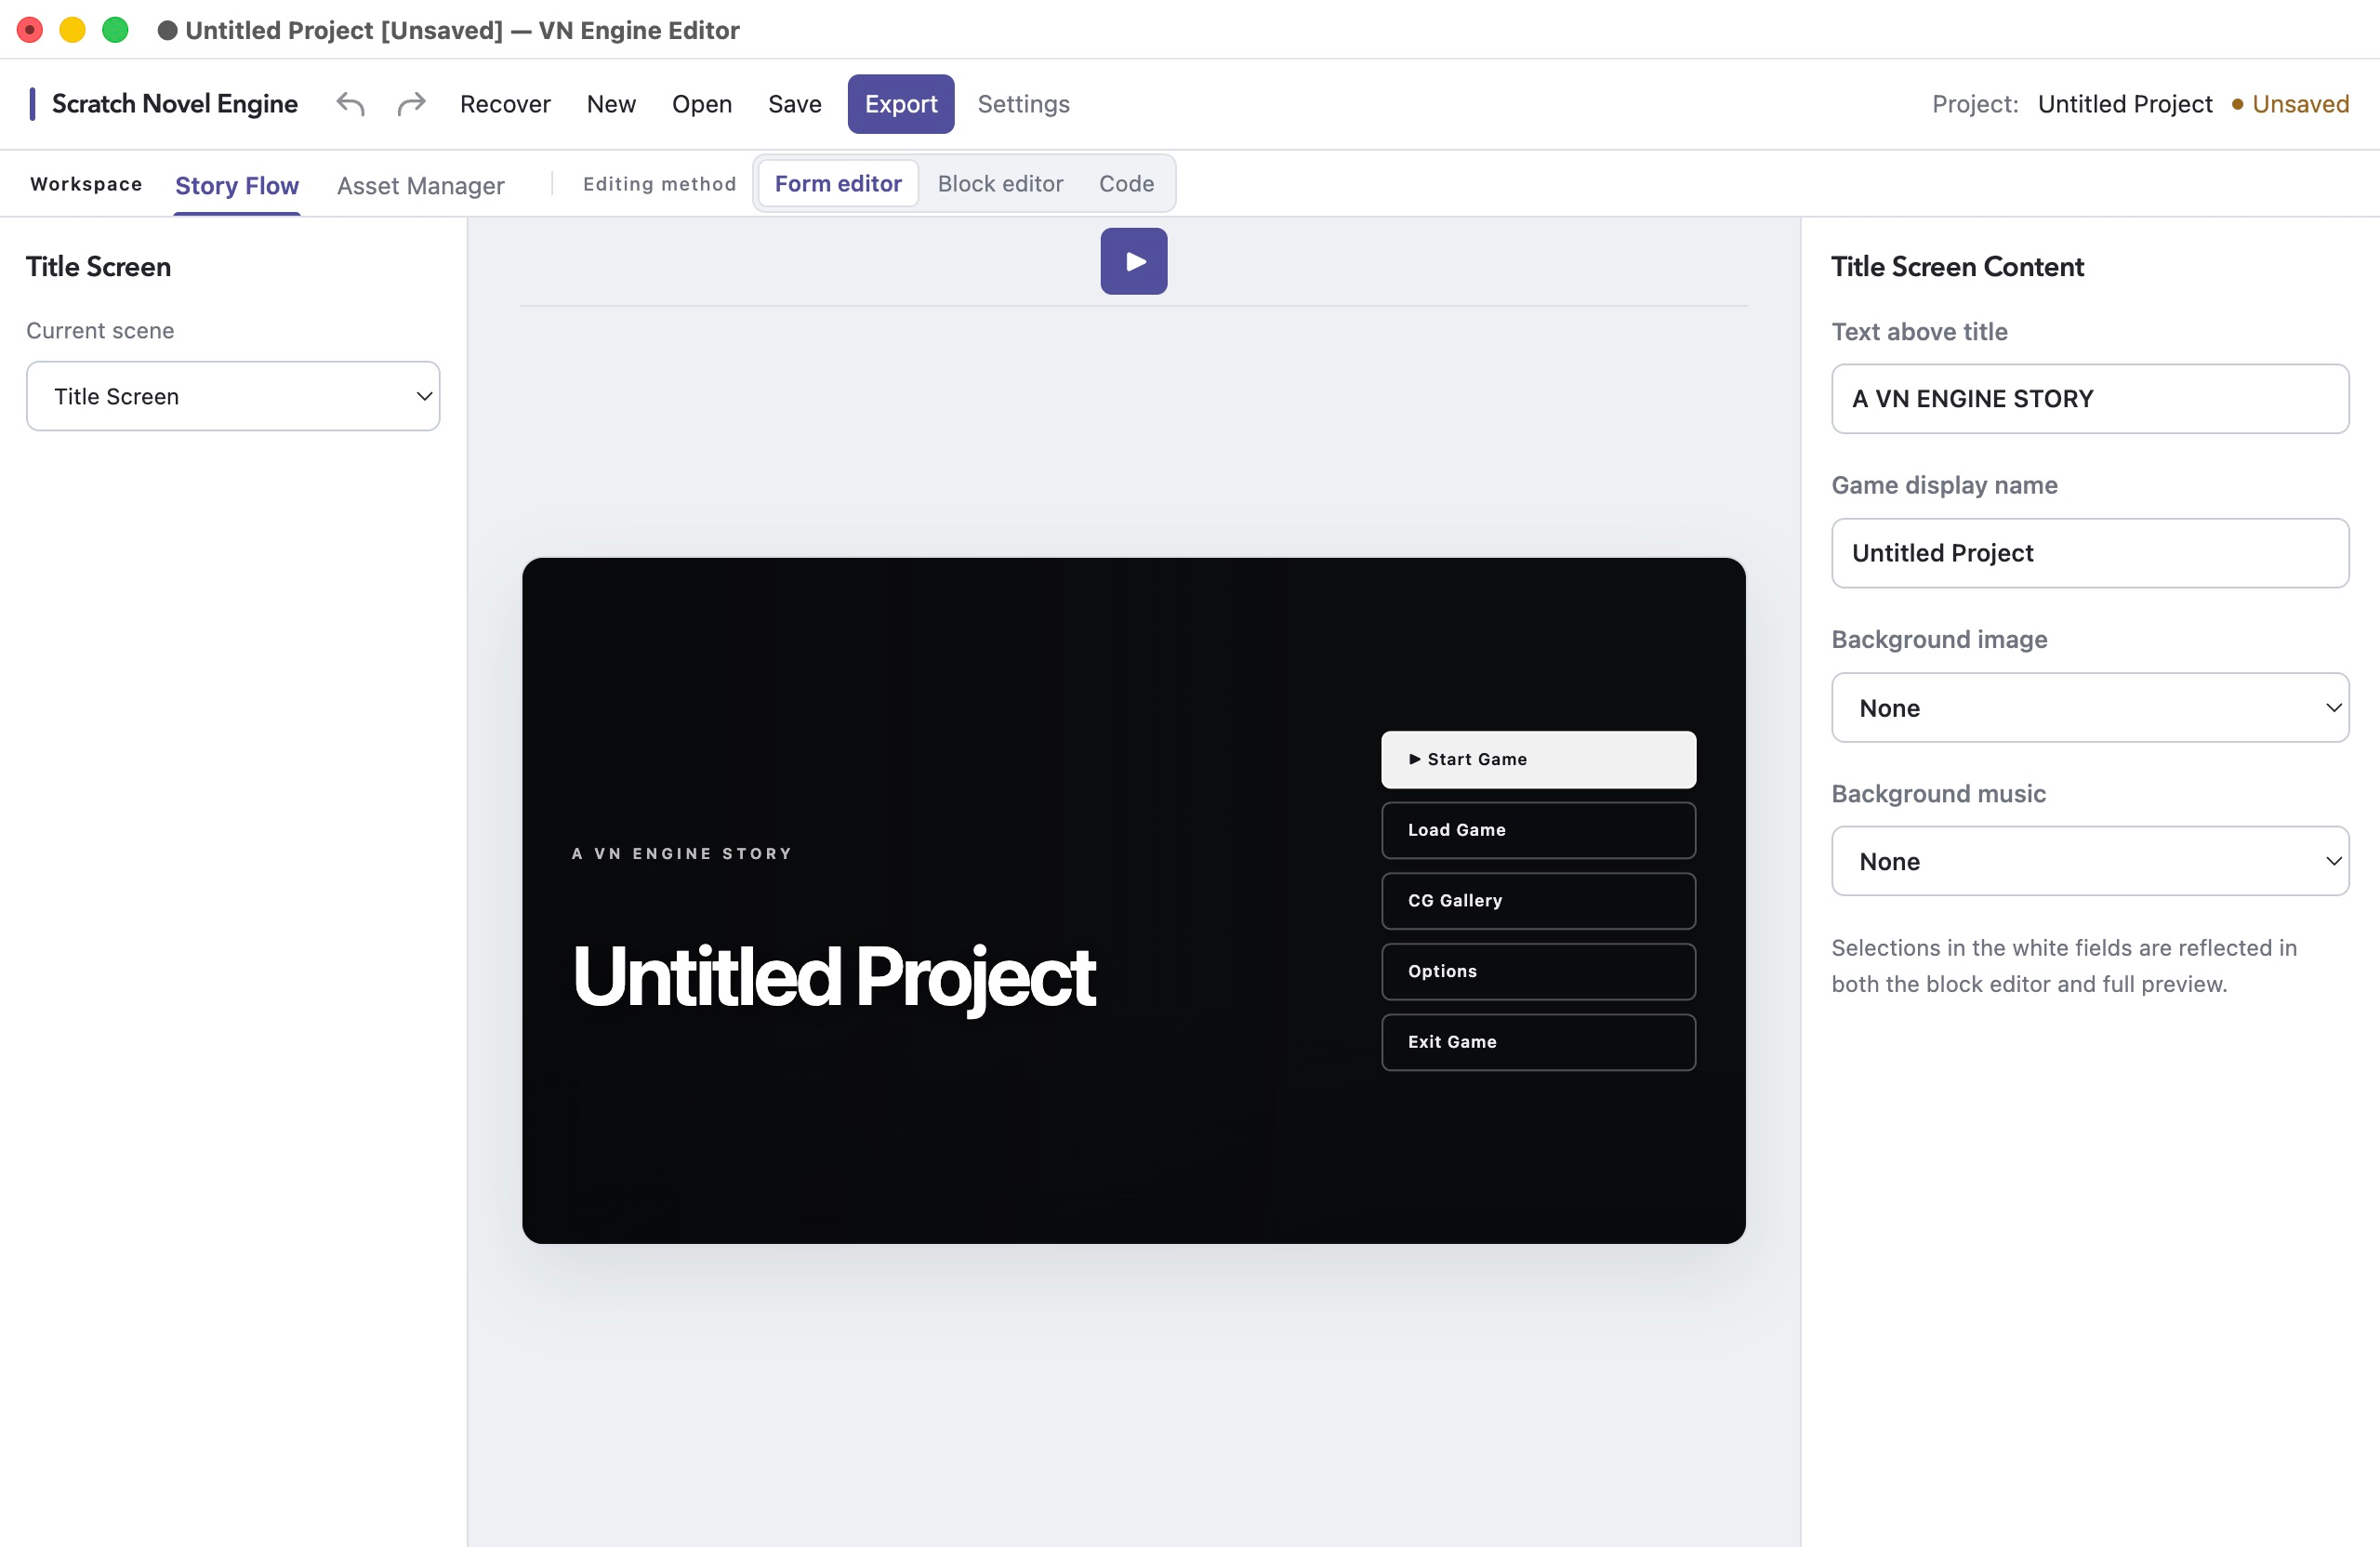 Untitled Project [Unsaved] — VN Engine Editor
Scratch Novel Engine
Recover
New
Open
Save
Export
Settings
Project: Untitled Project
Unsaved
Workspace
Story Flow
Asset Manager
Editing method
Form editor
Block editor
Code
Title Screen
Current scene
Title Screen
A VN ENGINE STORY
Untitled Project
Start Game
Load Game
CG Gallery
Options
Exit Game
Title Screen Content
Text above title
A VN ENGINE STORY
Game display name
Untitled Project
Background image
None
Background music
None
Selections in the white fields are reflected in
both the block editor and full preview.